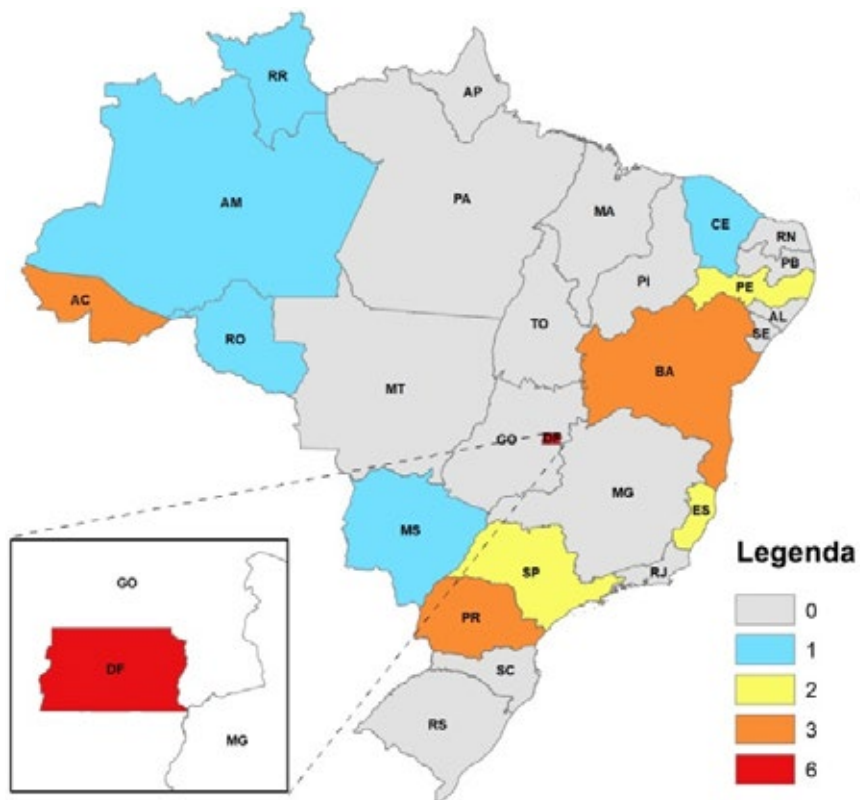 RR
AP
AM
PA
MA
CE
RN
PB
PI
PE
AC
AL
TO
SE
RO
BA
MT
GO
DF
MG
MS
ES
SP
RJ
PR
SC
RS
GO
DF
MG
Legenda
0
1
2
3
6